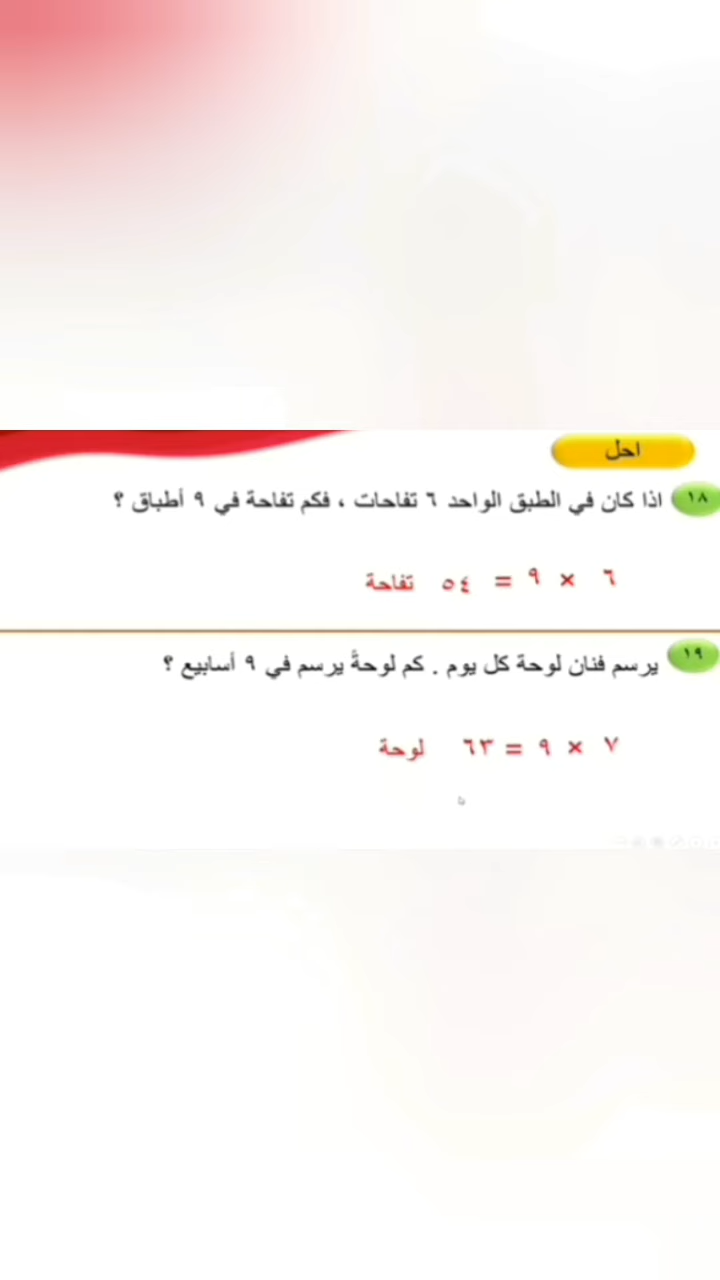 احل
١٨ اذا كان في الطبق الواحد ٦ تفاحات ، فكم تفاحة في ٩ أطباق ؟
٦ × ٩ = ٥٤ تفاحة
١٩ يرسم فنان لوحة كل يوم . كم لوحةً يرسم في ٩ أسابيع ؟
٧ × ٩ = ٦٣ لوحة